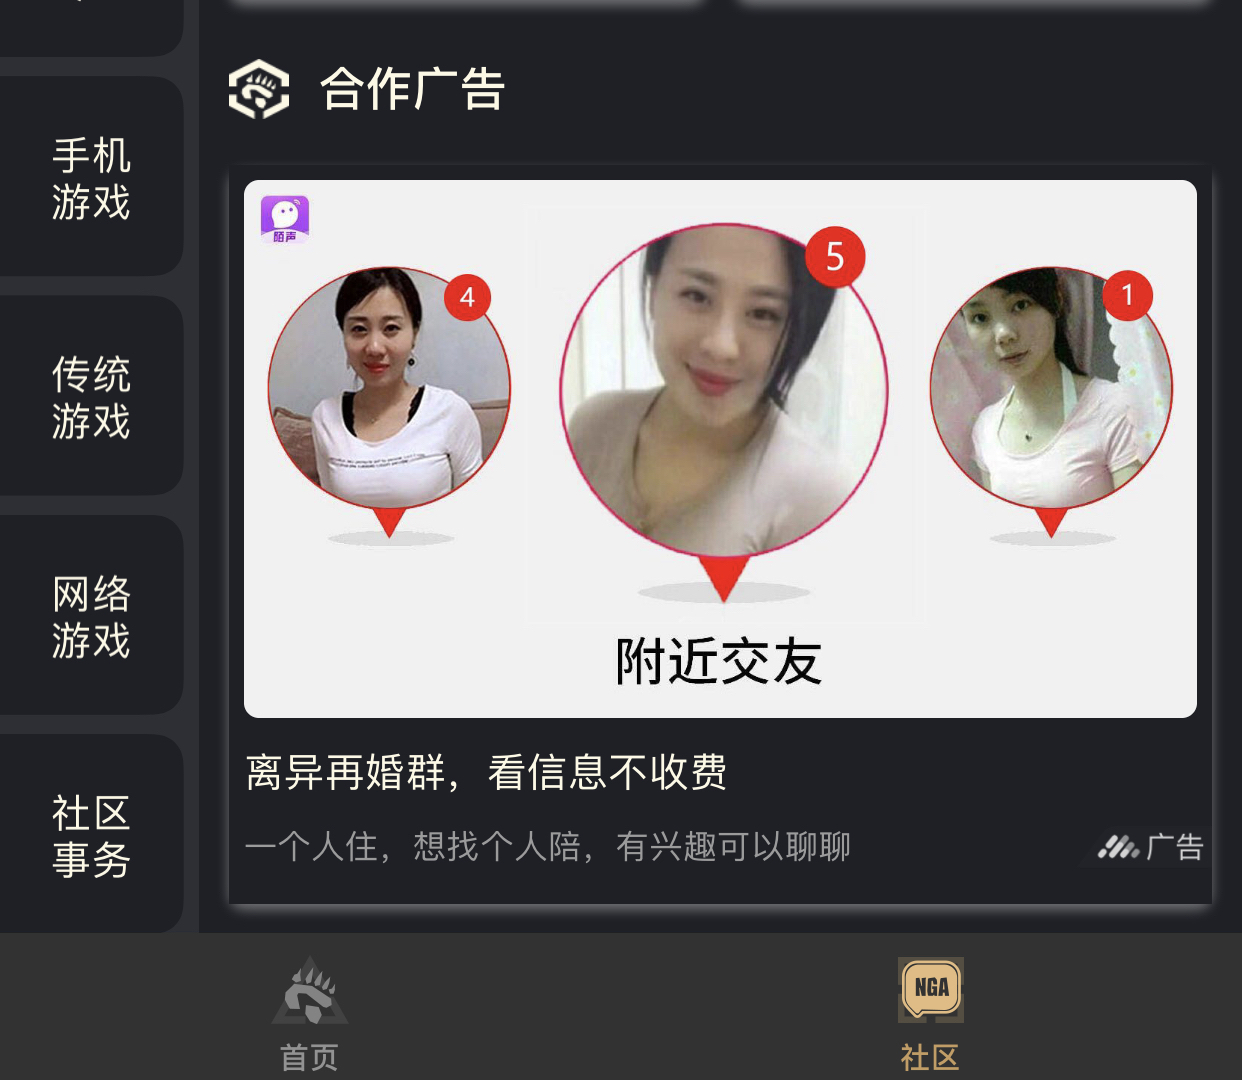 合作广告
手机
游戏
传统
游戏
网络
游戏
社区
事务
陌声
4
5
1
附近交友
离异再婚群，看信息不收费
一个人住，想找个人陪，有兴趣可以聊聊
广告
首页
NGA
社区